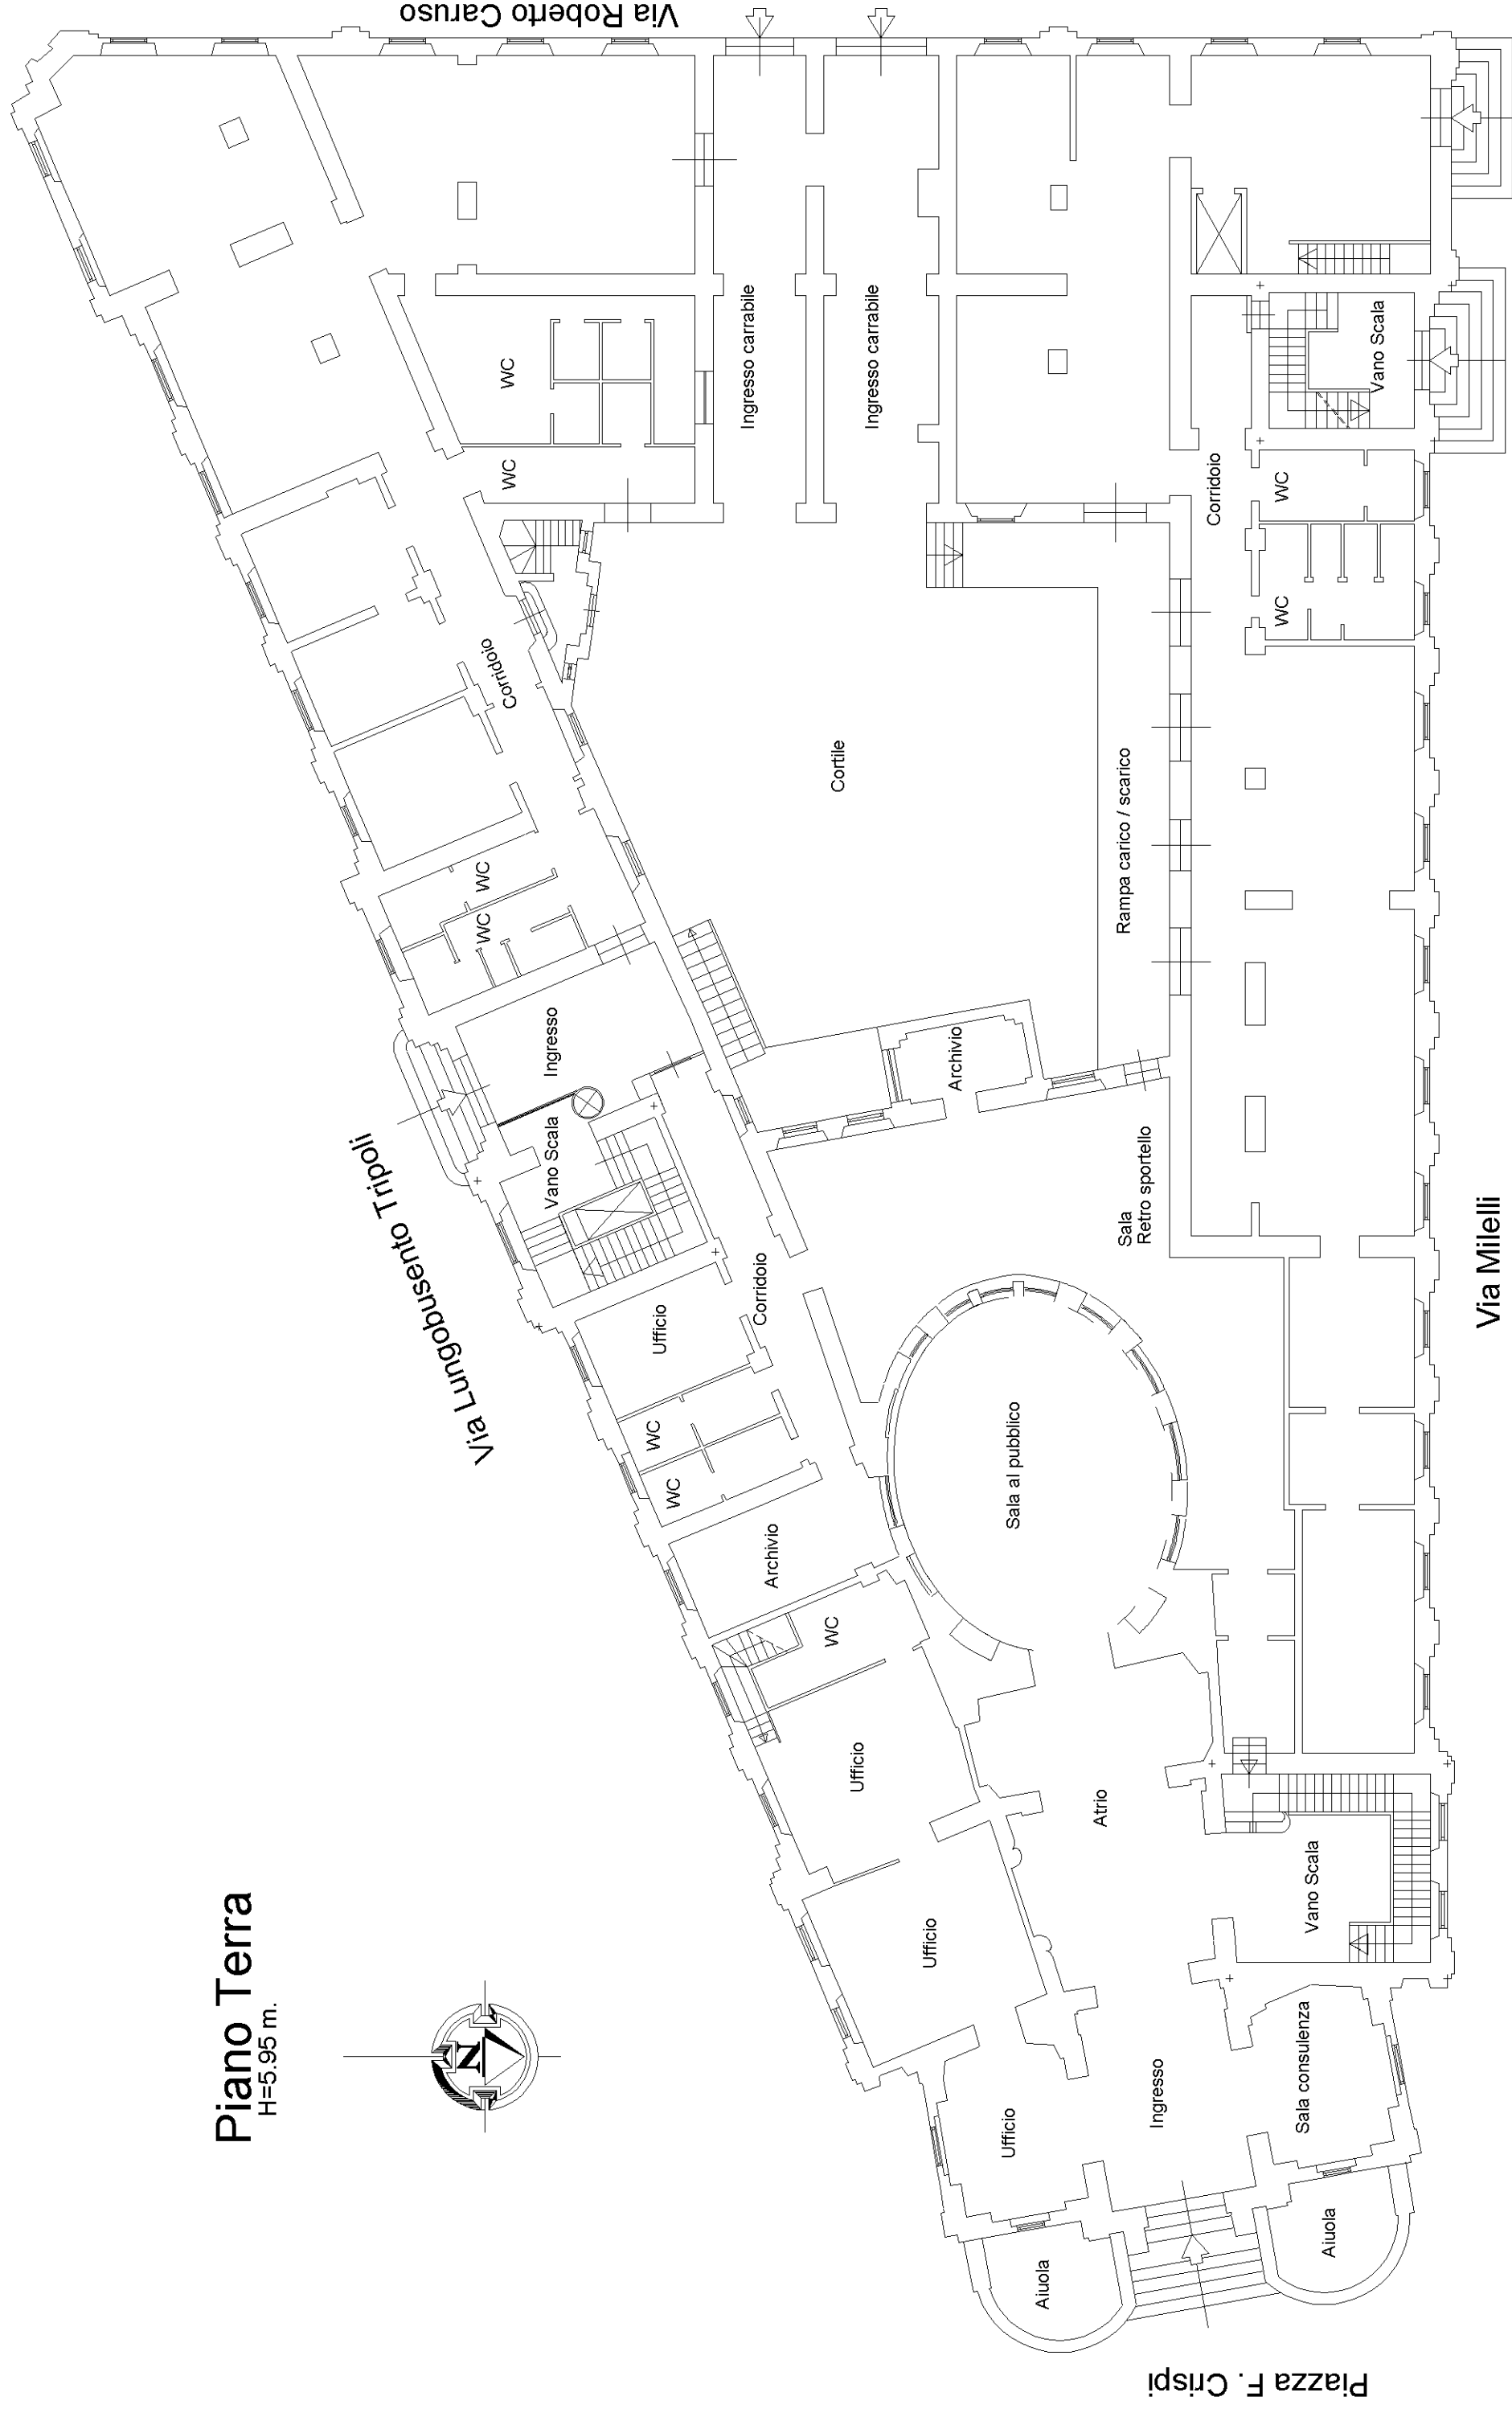 Via Roberto Caruso
Ingresso carrabile
Ingresso carrabile
WC
WC
Vano Scala
Corridoio
WC
WC
Corridoio
Cortile
Rampa carico / scarico
WC
WC
Ingresso
Archivio
Vano Scala
Via Lungobusento Tripoli
Sala
Retro sportello
Via Milelli
Corridoio
Ufficio
WC
WC
Sala al pubblico
Archivio
WC
Ufficio
Atrio
Vano Scala
Ufficio
Piano Terra
H=5.95 m.
N
Sala consulenza
Ingresso
Ufficio
Aiuola
Aiuola
Piazza F. Crispi